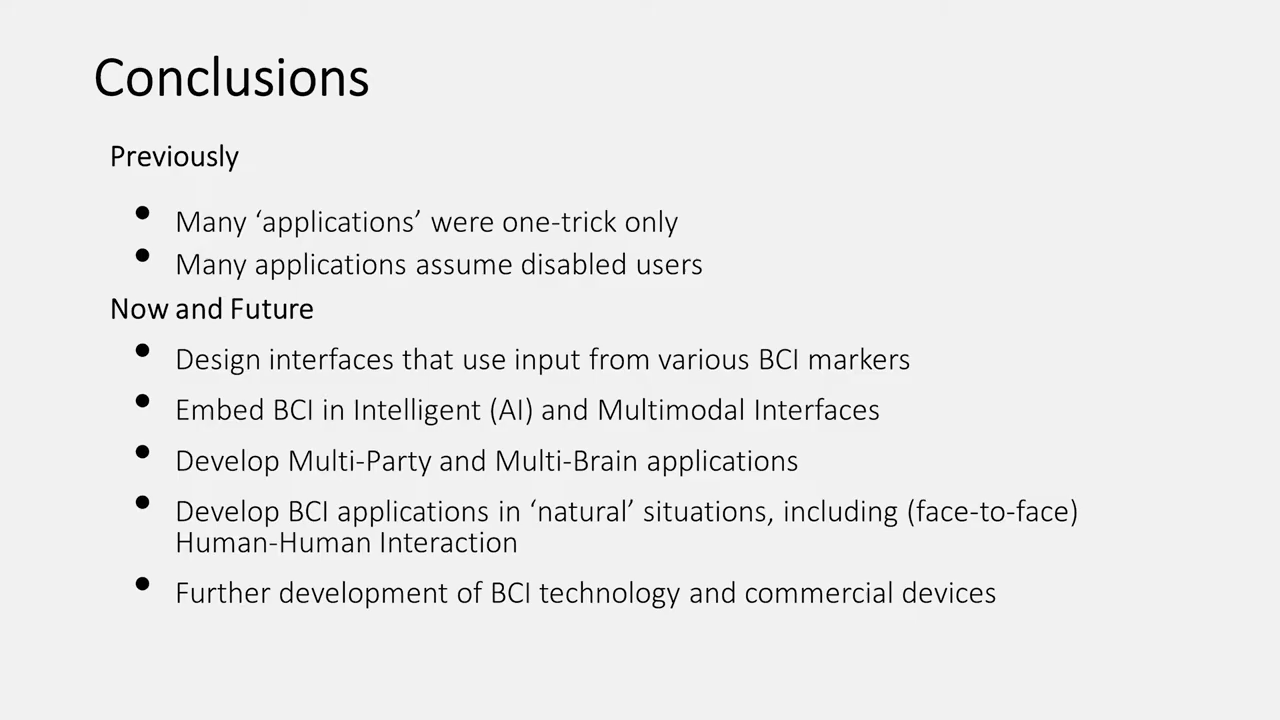 Conclusions
Previously
• Many ‘applications’ were one-trick only
• Many applications assume disabled users
Now and Future
• Design interfaces that use input from various BCI markers
• Embed BCI in Intelligent (AI) and Multimodal Interfaces
• Develop Multi-Party and Multi-Brain applications
• Develop BCI applications in ‘natural’ situations, including (face-to-face)
Human-Human Interaction
• Further development of BCI technology and commercial devices